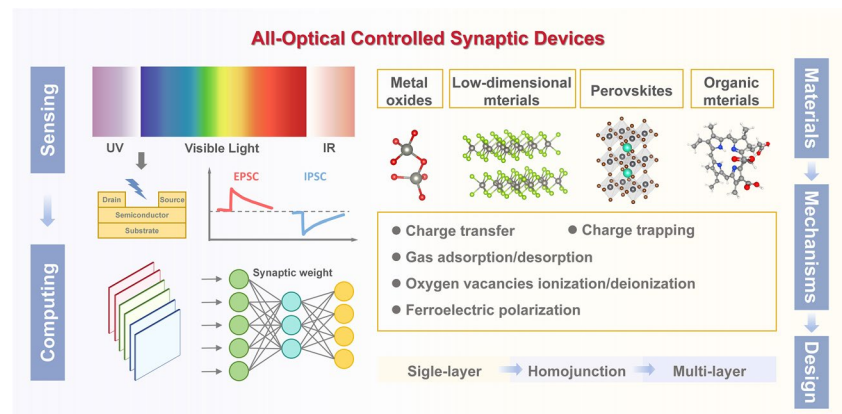 All-Optical Controlled Synaptic Devices
Sensing
UV
Visible Light
IR
Drain
Source
Semiconductor
Substrate
EPSC
IPSC
Computing
Synaptic weight
Metal
oxides
Low-dimensional
mterials
Perovskites
Organic
mterials
Materials
Mechanisms
Design
Charge transfer
Charge trapping
Gas adsorption/desorption
Oxygen vacancies ionization/deionization
Ferroelectric polarization
Sigle-layer
Homojunction
Multi-layer